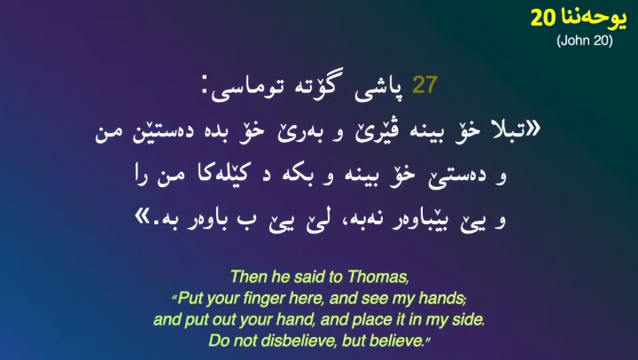 یوحەننا 20
(John 20)
27 پاشی گۆتە توماسی:
«تبلا خۆ بینە ڤێرێ و بەرێ خۆ بدە دەستێن من
و دەستێ خۆ بینە و بکە د کێلەکا من را
و یێ بێباوەر نەبە، لێ یێ ب باوەر بە.»
Then he said to Thomas,
“Put your finger here, and see my hands;
and put out your hand, and place it in my side.
Do not disbelieve, but believe.”